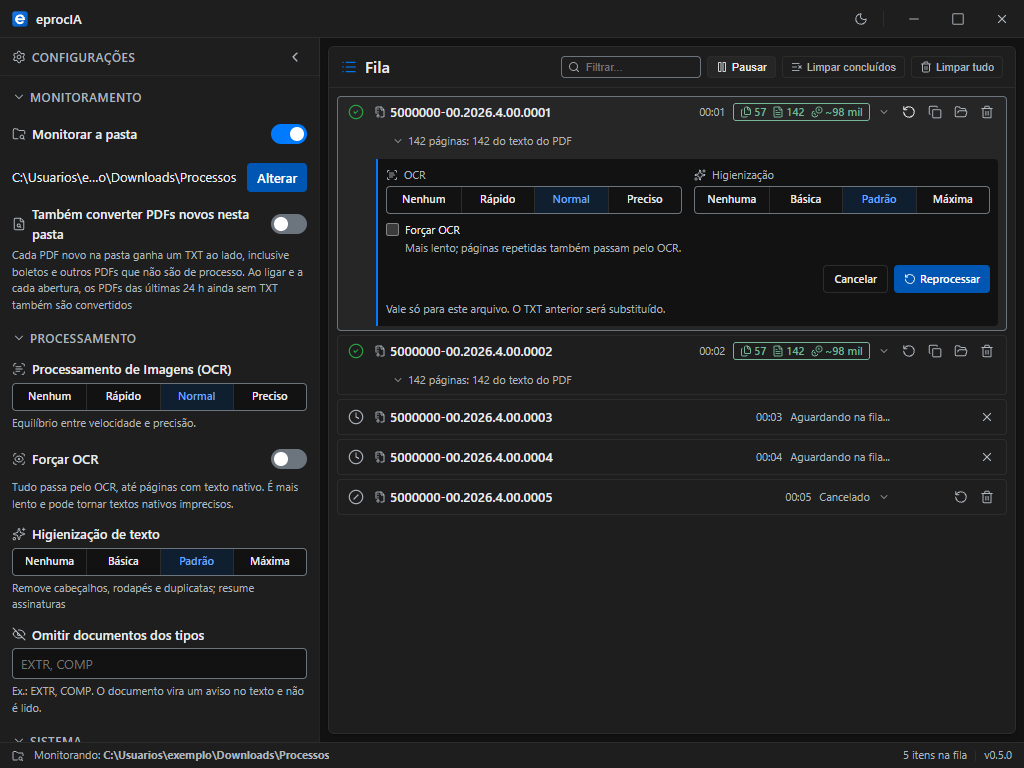 eprocIA
CONFIGURAÇÕES
MONITORAMENTO
Monitorar a pasta
C:\Usuarios\e...o\Downloads\Processos
Alterar
Também converter PDFs novos nesta
pasta
Cada PDF novo na pasta ganha um TXT ao lado, inclusive
boletos e outros PDFs que não são de processo. Ao ligar e a
cada abertura, os PDFs das últimas 24 h ainda sem TXT
também são convertidos
PROCESSAMENTO
Processamento de Imagens (OCR)
Nenhum Rápido Normal Preciso
Equilíbrio entre velocidade e precisão.
Forçar OCR
Tudo passa pelo OCR, até páginas com texto nativo. É mais
lento e pode tornar textos nativos imprecisos.
Higienização de texto
Nenhuma Básica Padrão Máxima
Remove cabeçalhos, rodapés e duplicatas; resume
assinaturas
Omitir documentos dos tipos
EXTR, COMP
Ex.: EXTR, COMP. O documento vira um aviso no texto e não
é lido.
SISTEMA
Fila
Filtrar...
Pausar
Limpar concluídos
Limpar tudo
5000000-00.2026.4.00.0001 00:01 57 142 ~98 mil
142 páginas: 142 do texto do PDF
OCR
Nenhum Rápido Normal Preciso
Higienização
Nenhuma Básica Padrão Máxima
Forçar OCR
Mais lento; páginas repetidas também passam pelo OCR.
Cancelar Reprocessar
Vale só para este arquivo. O TXT anterior será substituído.
5000000-00.2026.4.00.0002 00:02 57 142 ~98 mil
142 páginas: 142 do texto do PDF
5000000-00.2026.4.00.0003 00:03 Aguardando na fila...
5000000-00.2026.4.00.0004 00:04 Aguardando na fila...
5000000-00.2026.4.00.0005 00:05 Cancelado
Monitorando: C:\Usuarios\exemplo\Downloads\Processos
5 itens na fila
v0.5.0